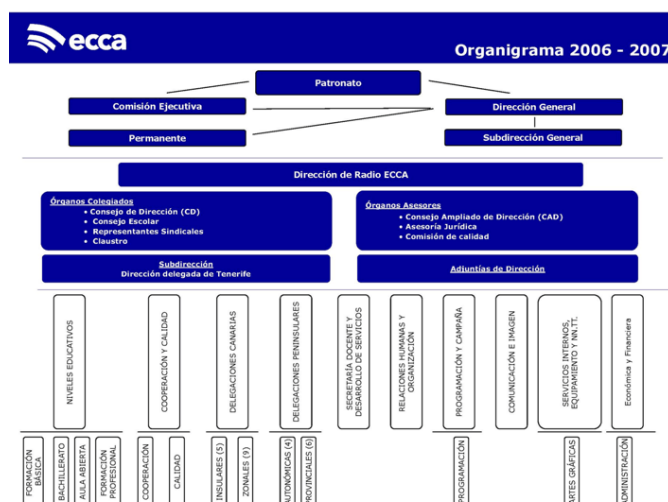 ecca
Organigrama 2006 - 2007
Patronato
Comisión Ejecutiva
Dirección General
Permanente
Subdirección General
Dirección de Radio ECCA
Órganos Colegiados
• Consejo de Dirección (CD)
• Consejo Escolar
• Representantes Sindicales
• Claustro
Órganos Asesores
• Consejo Ampliado de Dirección (CAD)
• Asesoría Jurídica
• Comisión de calidad
Subdirección
Dirección delegada de Tenerife
Adjuntías de Dirección
NIVELES EDUCATIVOS
COOPERACIÓN Y CALIDAD
DELEGACIONES CANARIAS
DELEGACIONES PENINSULARES
SECRETARÍA DOCENTE Y
DESARROLLO DE SERVICIOS
RELACIONES HUMANAS Y
ORGANIZACIÓN
PROGRAMACIÓN Y CAMPAÑA
COMUNICACIÓN E IMAGEN
SERVICIOS INTERNOS,
EQUIPAMIENTO Y NN.TT.
Económica y Financiera
FORMACIÓN
BÁSICA
BACHILLERATO
AULA ABIERTA
FORMACIÓN
PROFESIONAL
COOPERACIÓN
CALIDAD
INSULARES (5)
ZONALES (9)
AUTONÓMICAS (4)
PROVINCIALES (6)
PROGRAMACIÓN
ARTES GRÁFICAS
ADMINISTRACIÓN